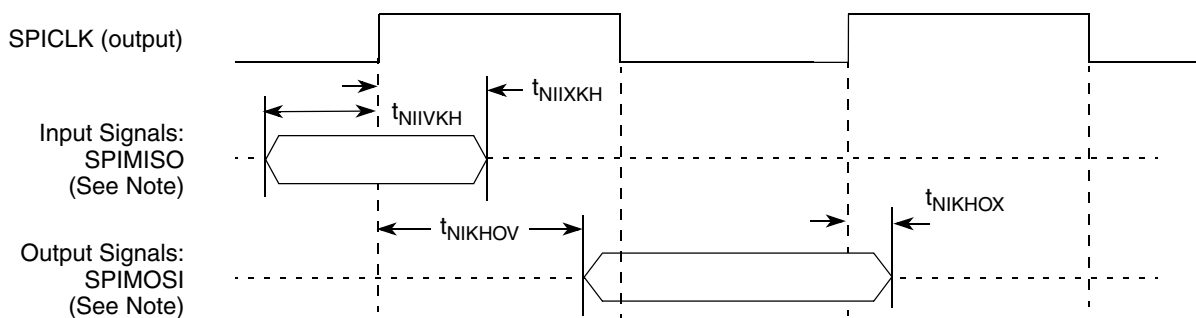 SPICLK (output)
tNIIXKH
tNIIVKH
Input Signals:
SPIMISO
(See Note)
tNIKHOX
tNIKHOV
Output Signals:
SPIMOSI
(See Note)